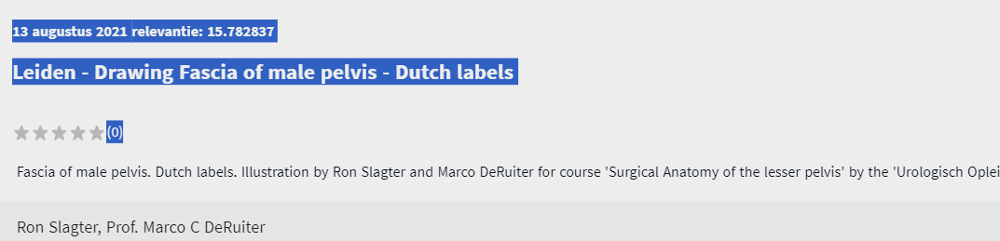 13 augustus 2021 relevantie: 15.782837
Leiden - Drawing Fascia of male pelvis - Dutch labels
(0)
Fascia of male pelvis. Dutch labels. Illustration by Ron Slagter and Marco DeRuiter for course 'Surgical Anatomy of the lesser pelvis' by the 'Urologisch Oplei
Ron Slagter, Prof. Marco C DeRuiter